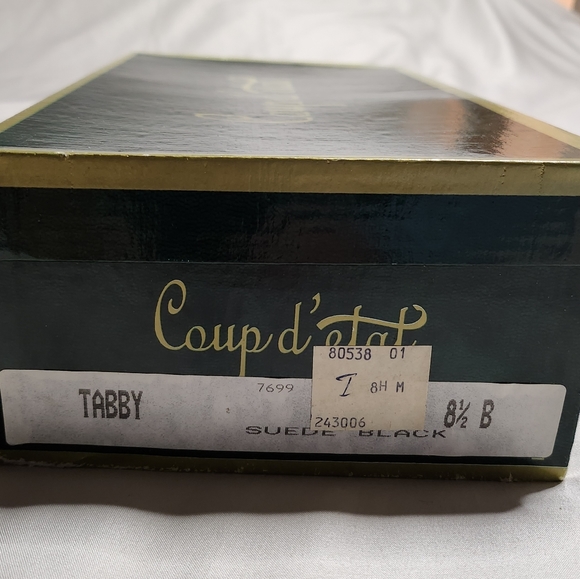 Coup d'etat
80538 01
I 8H M
243006
TABBY
7699
8½ B
SUEDE BLACK